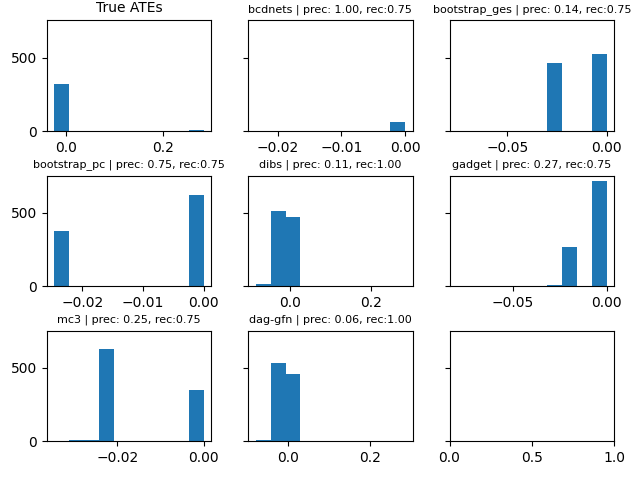 True ATEs
bcdnets | prec: 1.00, rec:0.75
bootstrap_ges | prec: 0.14, rec:0.75
500
0
0.0 0.2
−0.02 −0.01 0.00
−0.05 0.00
bootstrap_pc | prec: 0.75, rec:0.75
dibs | prec: 0.11, rec:1.00
gadget | prec: 0.27, rec:0.75
500
0
−0.02 −0.01 0.00
0.0 0.2
−0.05 0.00
mc3 | prec: 0.25, rec:0.75
dag-gfn | prec: 0.06, rec:1.00
500
0
−0.02 0.00
0.0 0.2
0.0 0.5 1.0